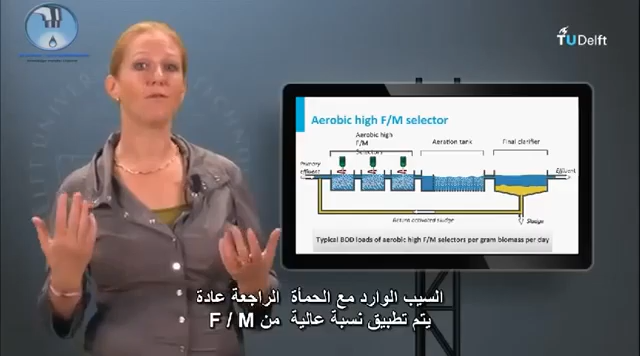 TUDelft
Aerobic high F/M selector
Aerobic high
F/M
Selectors
Aeration tank
Final clarifier
Primary
effluent
Effluent
Return activated sludge
Sludge
Typical BOD loads of aerobic high F/M selectors per gram biomass per day
السيب الوارد مع الحمأة الراجعة عادة
يتم تطبيق نسبة عالية من F / M